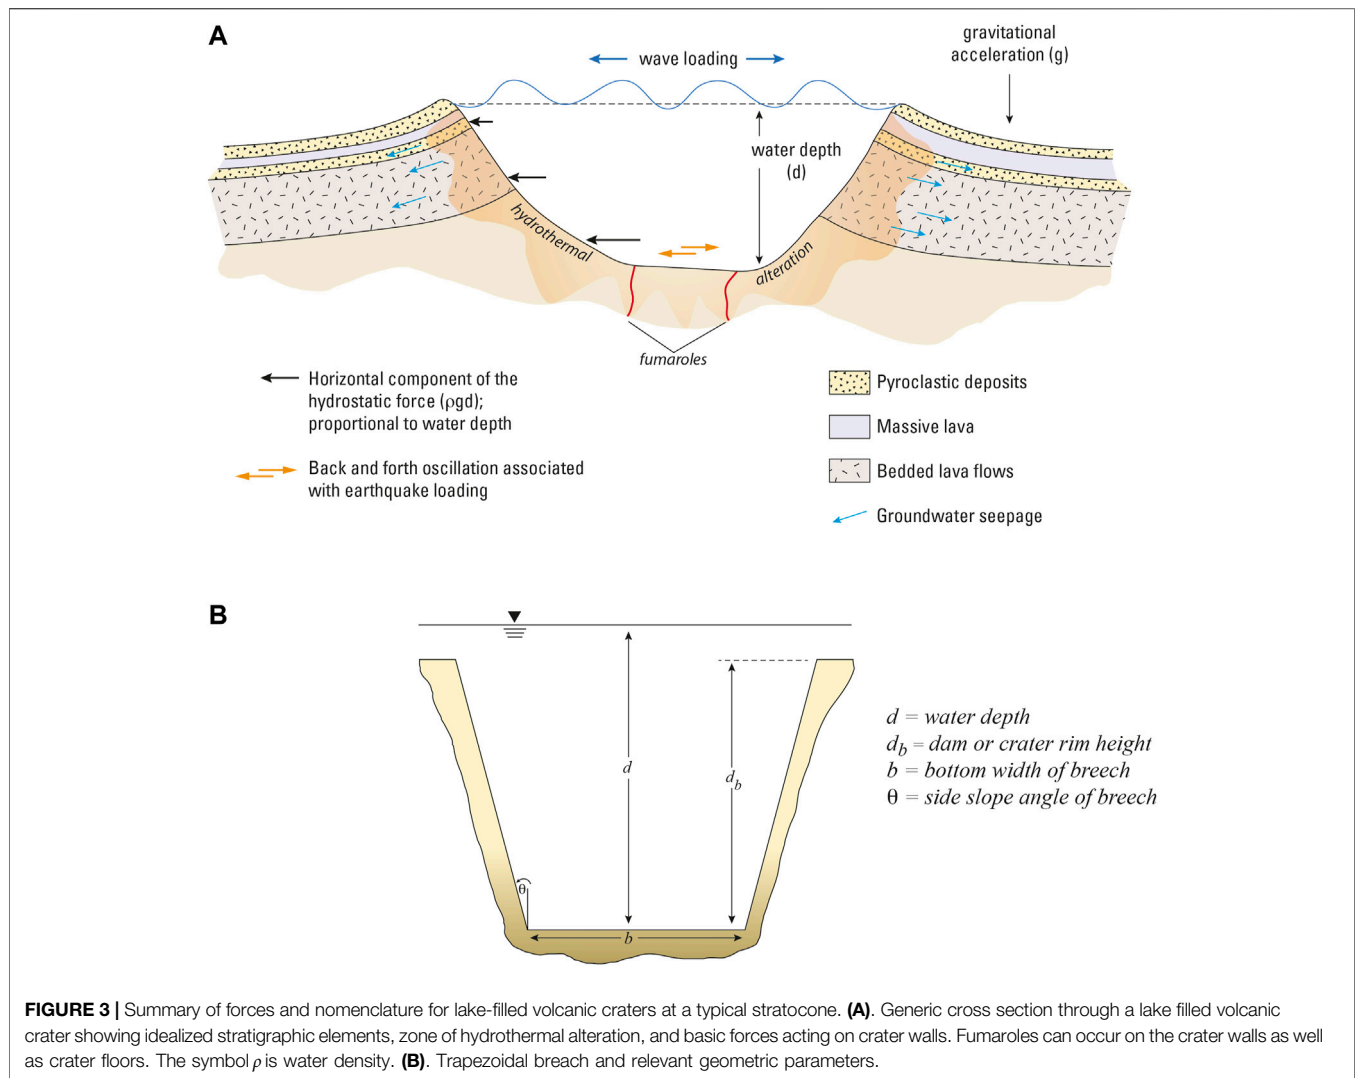 A
wave loading
gravitational
acceleration (g)
water depth
(d)
hydrothermal
alteration
fumaroles
Horizontal component of the
hydrostatic force (ρgd);
proportional to water depth
Back and forth oscillation associated
with earthquake loading
Pyroclastic deposits
Massive lava
Bedded lava flows
Groundwater seepage
B
d
d_b
θ
b
d = water depth
d_b = dam or crater rim height
b = bottom width of breech
θ = side slope angle of breech
FIGURE 3 | Summary of forces and nomenclature for lake-filled volcanic craters at a typical stratocone. (A). Generic cross section through a lake filled volcanic
crater showing idealized stratigraphic elements, zone of hydrothermal alteration, and basic forces acting on crater walls. Fumaroles can occur on the crater walls as well
as crater floors. The symbol ρ is water density. (B). Trapezoidal breach and relevant geometric parameters.